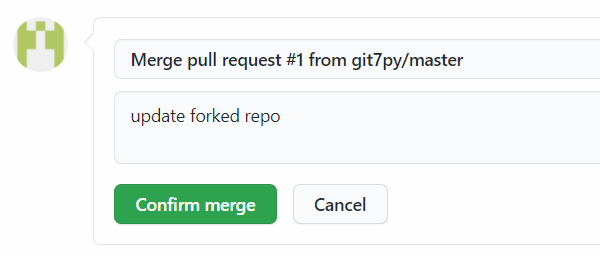 Merge pull request #1 from git7py/master
update forked repo
Confirm merge
Cancel